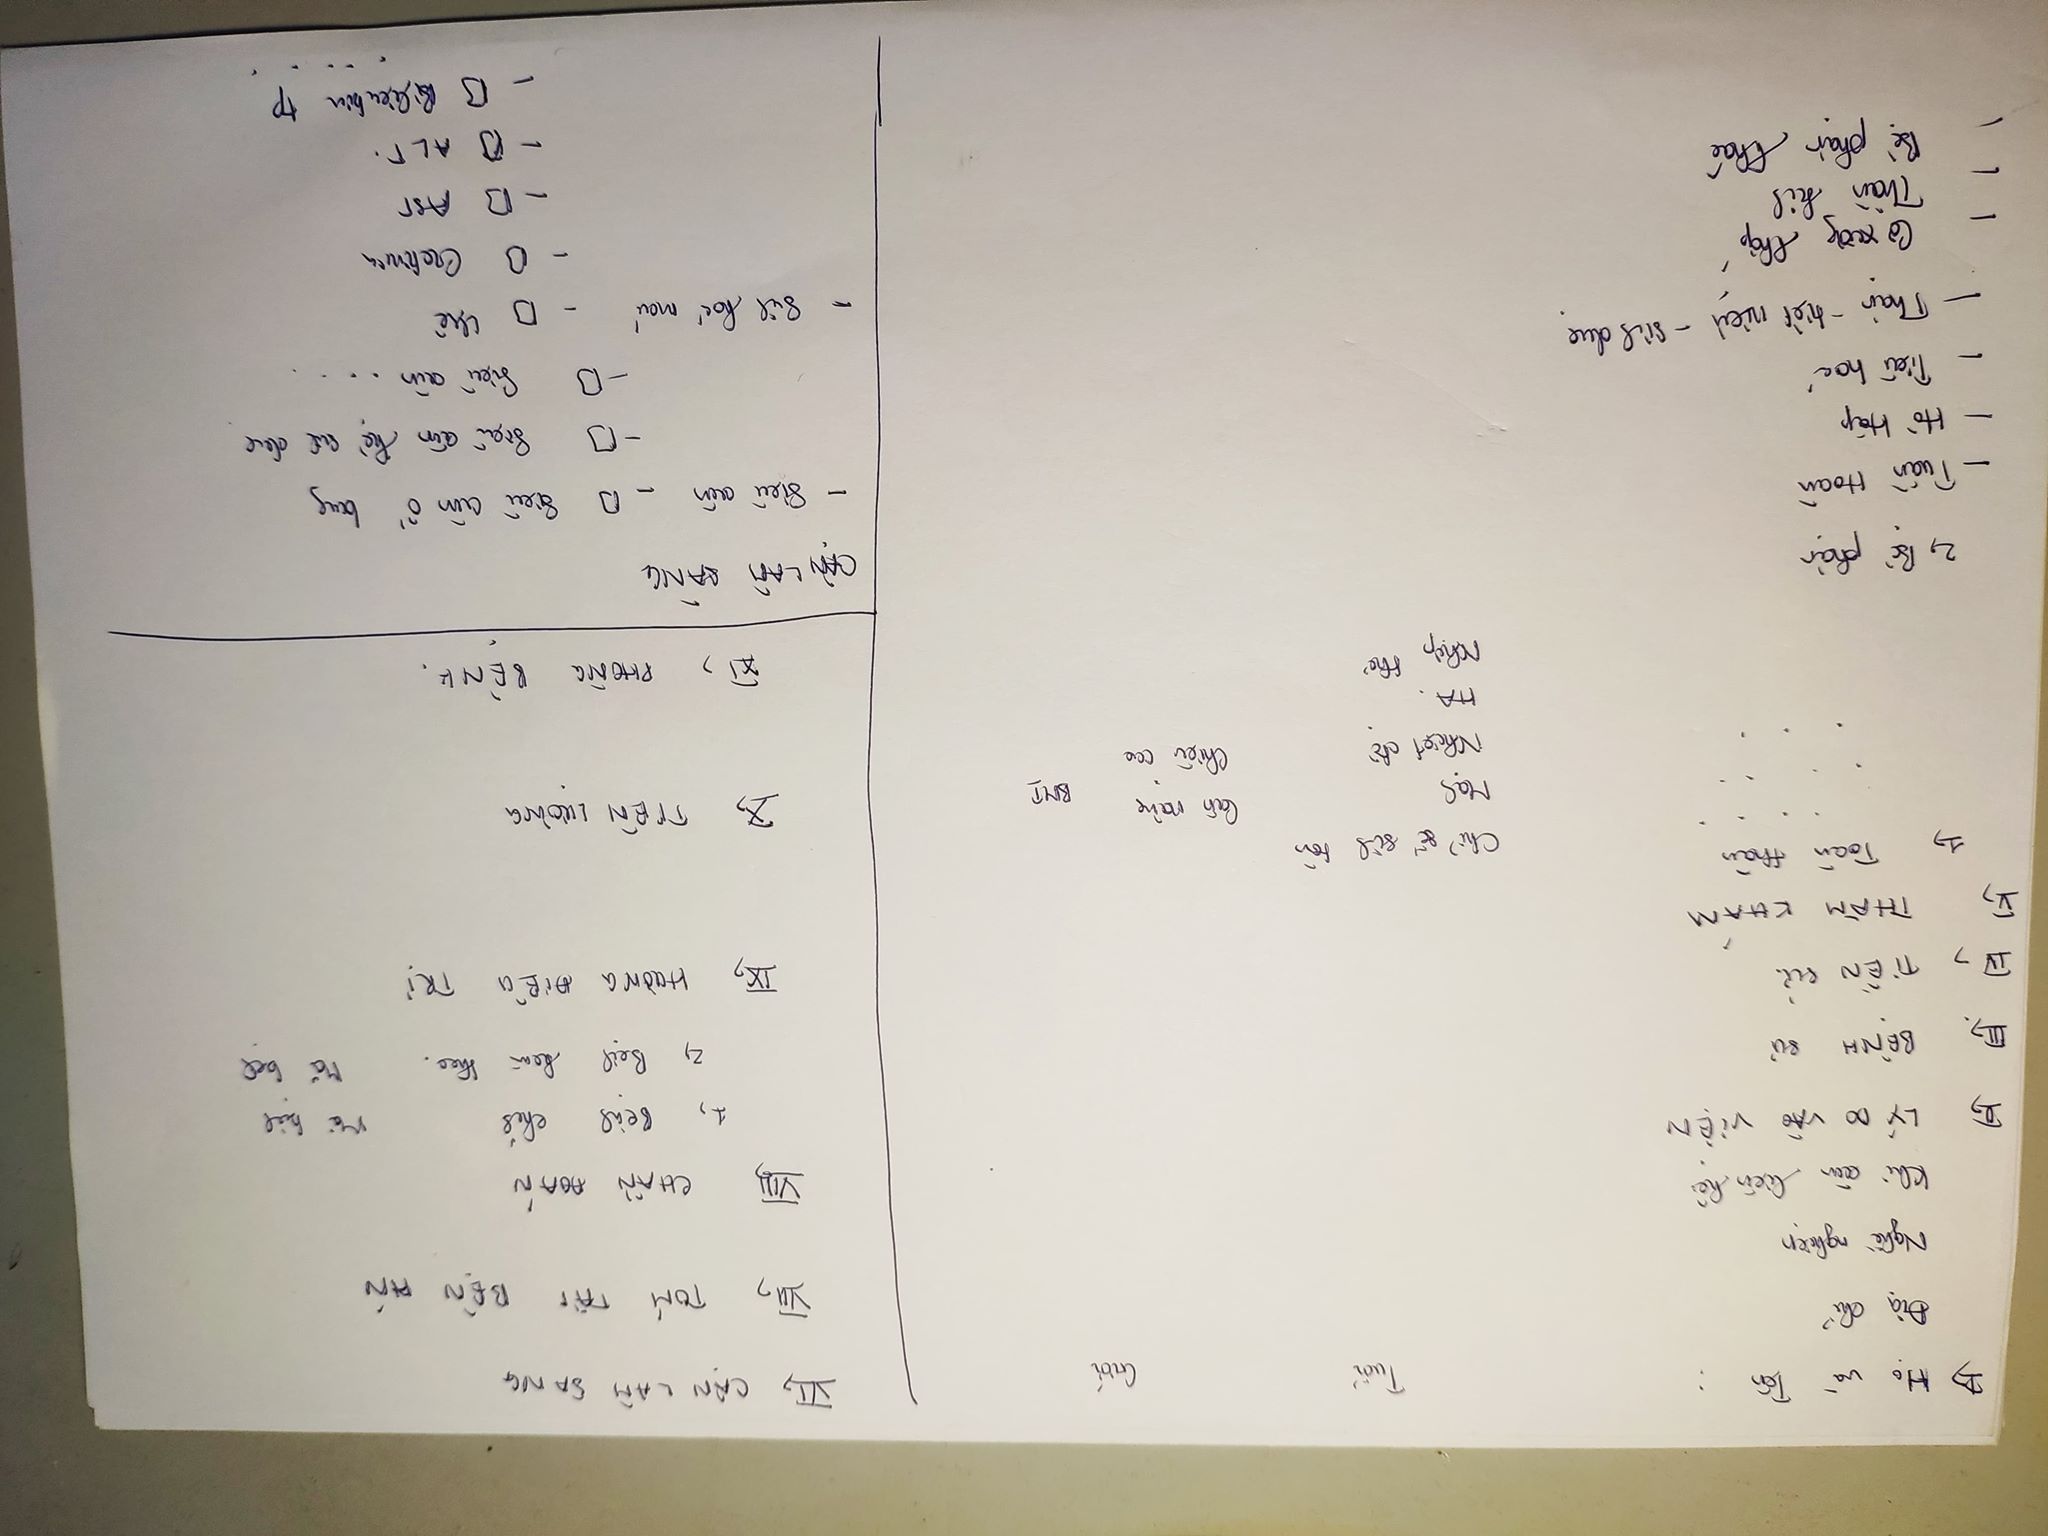 I, Họ và Tên : Tuổi Giới
Địa chỉ
Nghề nghiệp
Khi cần liên hệ
II, LÝ DO VÀO VIỆN
III, BỆNH SỬ
IV, TIỀN SỬ.
V, THĂM KHÁM
1, Toàn thân
. . . .
. . . .
. . . .
Chỉ số sinh tồn
Mạch Cân nặng BMI
Nhiệt độ Chiều cao
HA.
Nhịp thở
2, Bộ phận
- Tuần Hoàn
- Hô Hấp
- Tiêu hoá
- Thận - tiết niệu - sinh dục
- Cơ xương khớp
- Thần kinh
- Bộ phận khác
VI, CẬN LÂM SANG
VII, TÓM TẮT BỆNH ÁN
VIII, CHẨN ĐOÁN
1, Bệnh chính Mã bệnh
2, Bệnh kèm theo. Mã bệnh
IX, HƯỚNG ĐIỀU TRỊ
X, TIÊN LƯỢNG
XI, PHÒNG BỆNH.
CẬN LÂM SÀNG
- Siêu âm - □ Siêu âm ổ bụng
- □ Siêu âm hệ sinh dục
- □ Siêu âm . . . .
- Sinh hoá máu - □ Urê
- □ Creatinin
- □ AST
- □ ALT.
- □ Bilirubin tp
. . . . .